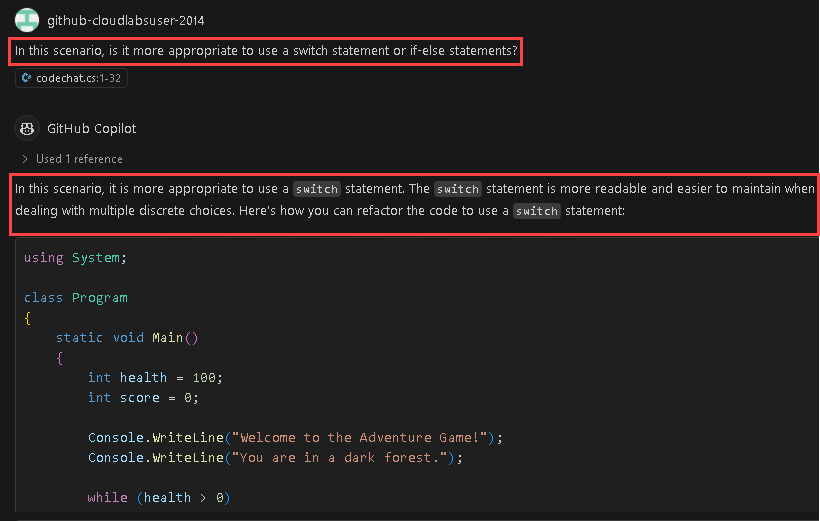 github-cloudlabsuser-2014
In this scenario, is it more appropriate to use a switch statement or if-else statements?
codechat.cs:1-32
GitHub Copilot
Used 1 reference
In this scenario, it is more appropriate to use a switch statement. The switch statement is more readable and easier to maintain when
dealing with multiple discrete choices. Here's how you can refactor the code to use a switch statement:
using System;
class Program
{
static void Main()
{
int health = 100;
int score = 0;
Console.WriteLine("Welcome to the Adventure Game!");
Console.WriteLine("You are in a dark forest.");
while (health > 0)